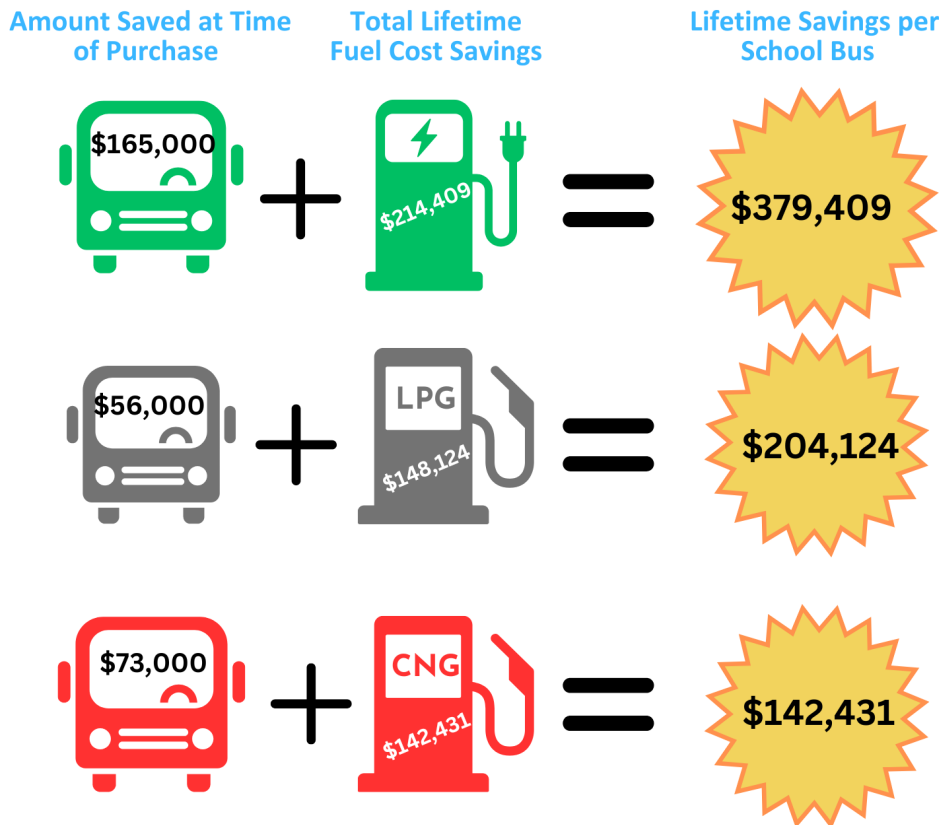 Amount Saved at Time
of Purchase
Total Lifetime
Fuel Cost Savings
Lifetime Savings per
School Bus
$165,000
$214,409
$379,409
$56,000
LPG
$148,124
$204,124
$73,000
CNG
$142,431
$142,431